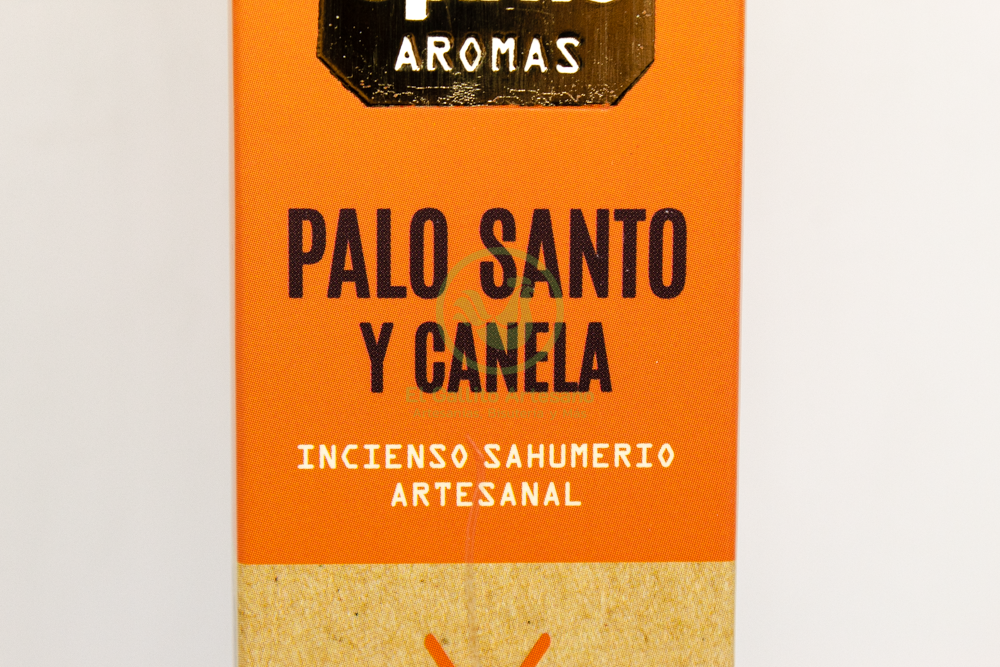 AROMAS
PALO SANTO
Y CANELA
INCIENSO SAHUMERIO
ARTESANAL